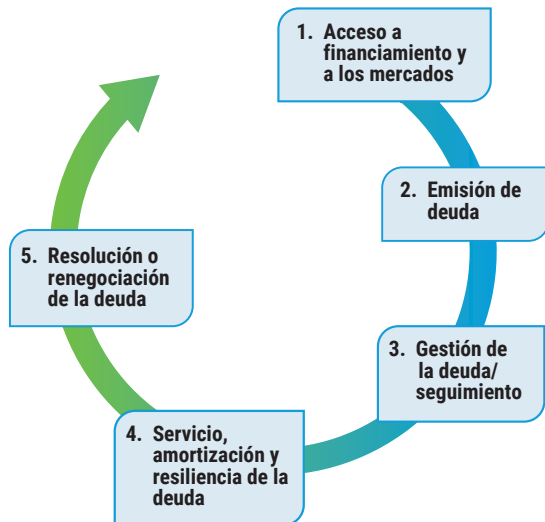 1. Acceso a
financiamiento y
a los mercados
2. Emisión de
deuda
3. Gestión de
la deuda/
seguimiento
4. Servicio,
amortización y
resiliencia de la
deuda
5. Resolución o
renegociación
de la deuda